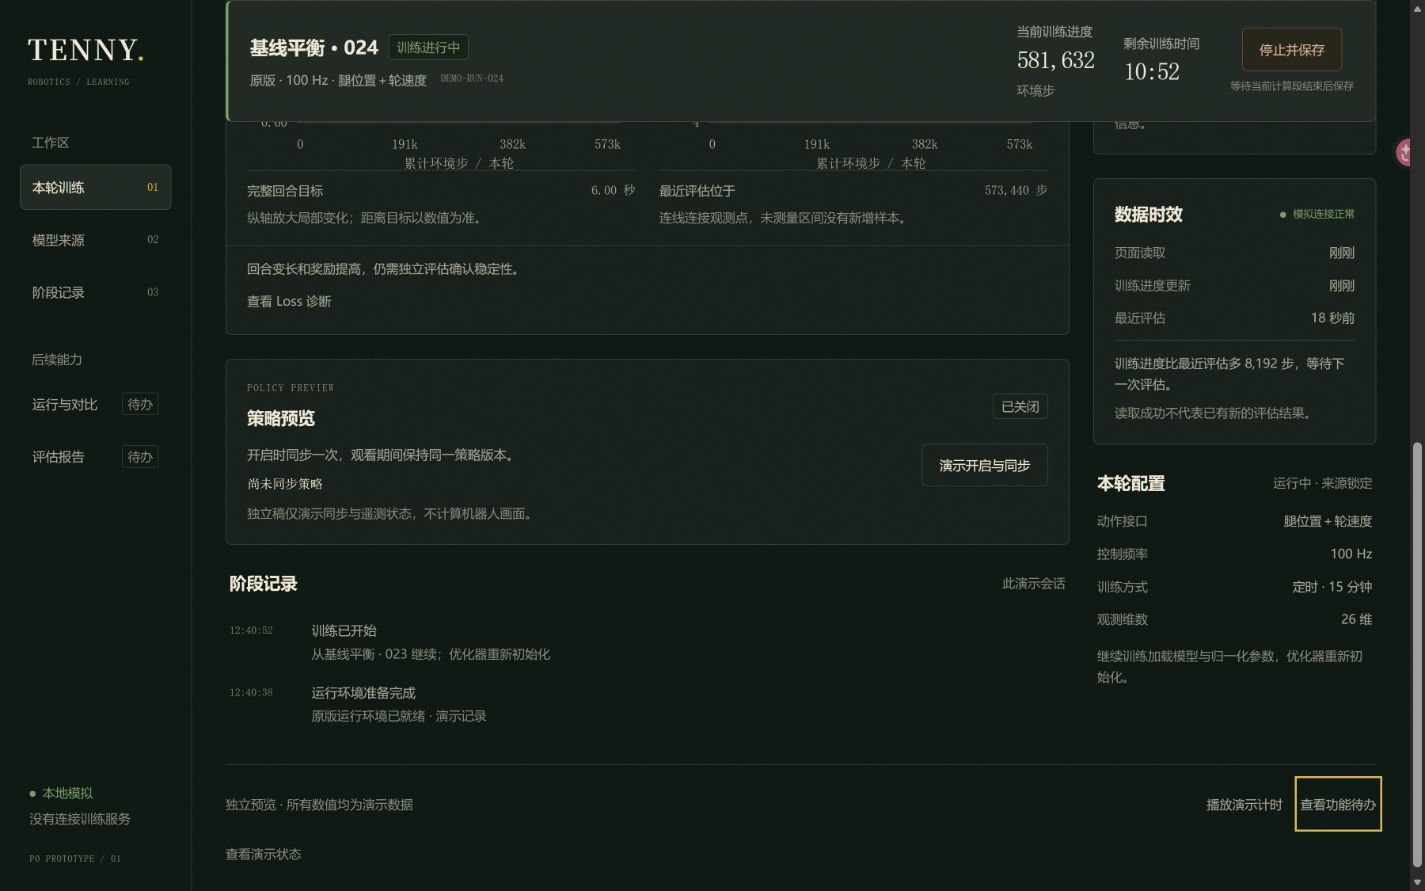 TENNY.
ROBOTICS / LEARNING
工作区
本轮训练 01
模型来源 02
阶段记录 03
后续能力
运行与对比 待办
评估报告 待办
本地模拟
没有连接训练服务
P0 PROTOTYPE / 01
基线平衡 • 024 训练进行中
原版 · 100 Hz · 腿位置 + 轮速度 DEMO-RUN-024
当前训练进度
581,632
环境步
剩余训练时间
10:52
停止并保存
等待当前计算段结束后保存
6.00
0 191k 382k 573k
累计环境步 / 本轮
完整回合目标 6.00 秒
纵轴放大局部变化；距离目标以数值为准。
4
0 191k 382k 573k
累计环境步 / 本轮
最近评估位于 573,440 步
连线连接观测点，未测量区间没有新增样本。
回合变长和奖励提高，仍需独立评估确认稳定性。
查看 Loss 诊断
POLICY PREVIEW
策略预览
已关闭
开启时同步一次，观看期间保持同一策略版本。
尚未同步策略
演示开启与同步
独立稿仅演示同步与遥测状态，不计算机器人画面。
阶段记录 此演示会话
12:40:52 训练已开始
从基线平衡 · 023 继续；优化器重新初始化
12:40:38 运行环境准备完成
原版运行环境已就绪 · 演示记录
信息。
数据时效 模拟连接正常
页面读取 刚刚
训练进度更新 刚刚
最近评估 18 秒前
训练进度比最近评估多 8,192 步，等待下
一次评估。
读取成功不代表已有新的评估结果。
本轮配置 运行中 · 来源锁定
动作接口 腿位置 + 轮速度
控制频率 100 Hz
训练方式 定时 · 15 分钟
观测维数 26 维
继续训练加载模型与归一化参数，优化器重新初
始化。
独立预览 · 所有数值均为演示数据
播放演示计时 查看功能待办
查看演示状态